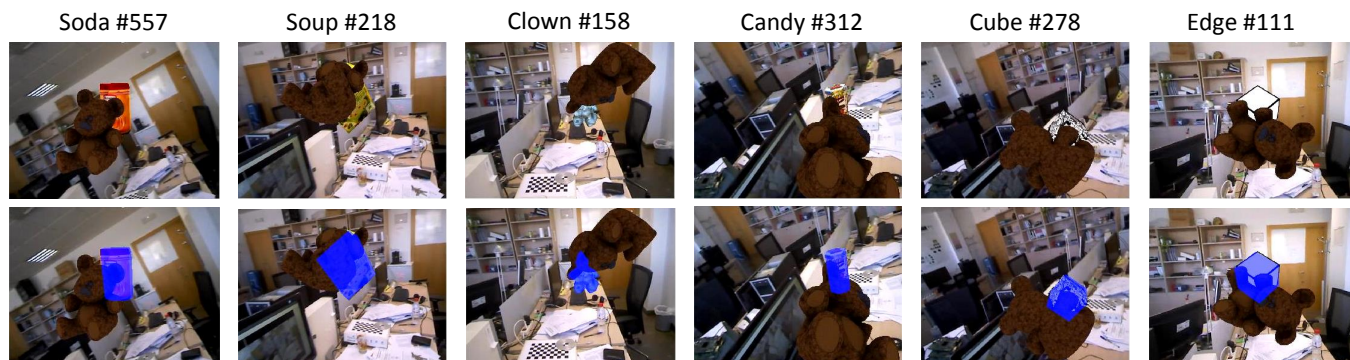 Soda #557
Soup #218
Clown #158
Candy #312
Cube #278
Edge #111